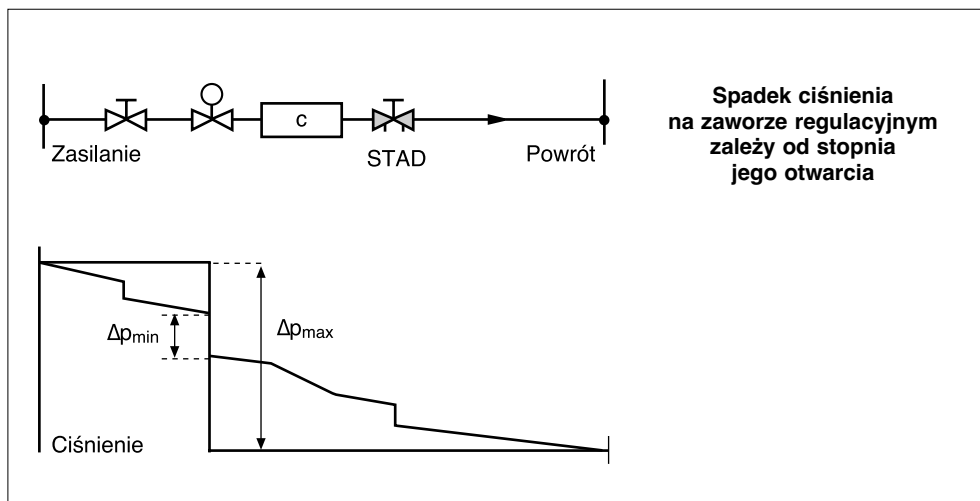 Zasilanie
c
STAD
Powrót
Spadek ciśnienia
na zaworze regulacyjnym
zależy od stopnia
jego otwarcia
Δpmin
Δpmax
Ciśnienie